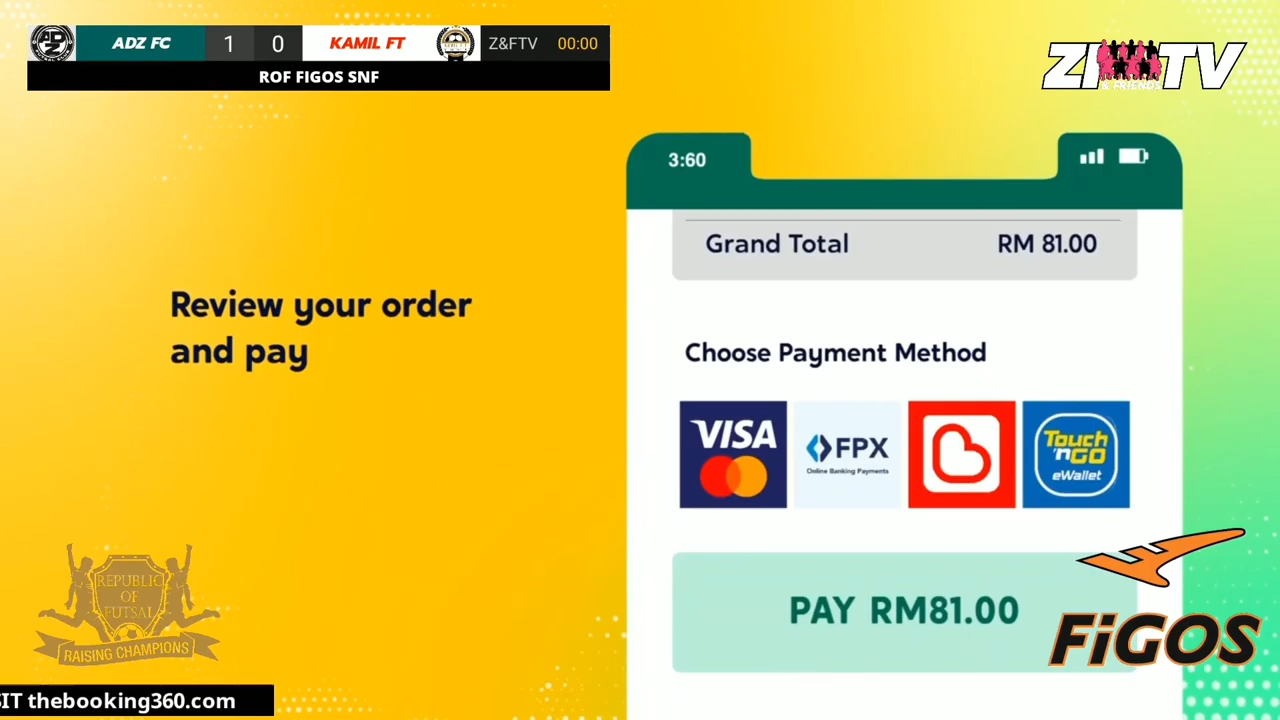 ADZ FC 1 0 KAMIL FT Z&FTV 00:00
ROF FIGOS SNF
TV
& FRIENDS
3:60
Grand Total RM 81.00
Review your order
and pay
Choose Payment Method
VISA
FPX
Online Banking Payments
Touch
'nGO
eWallet
PAY RM81.00
REPUBLIC
OF
FUTSAL
RAISING CHAMPIONS
FiGOS
SIT thebooking360.com